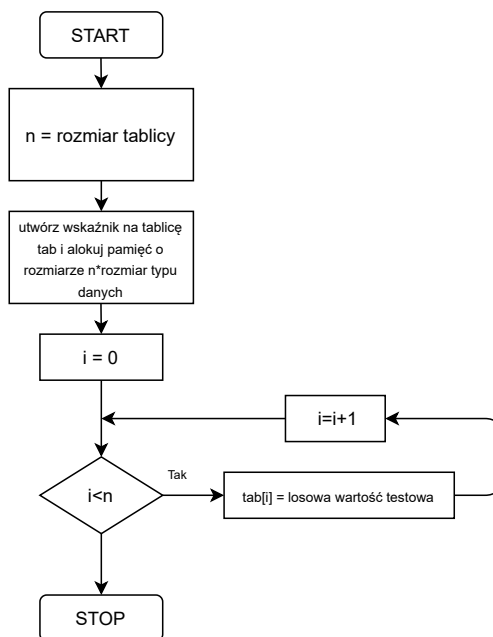 START
n = rozmiar tablicy
utwórz wskaźnik na tablicę
tab i alokuj pamięć o
rozmiarze n*rozmiar typu
danych
i = 0
i=i+1
Tak
i<n
tab[i] = losowa wartość testowa
STOP